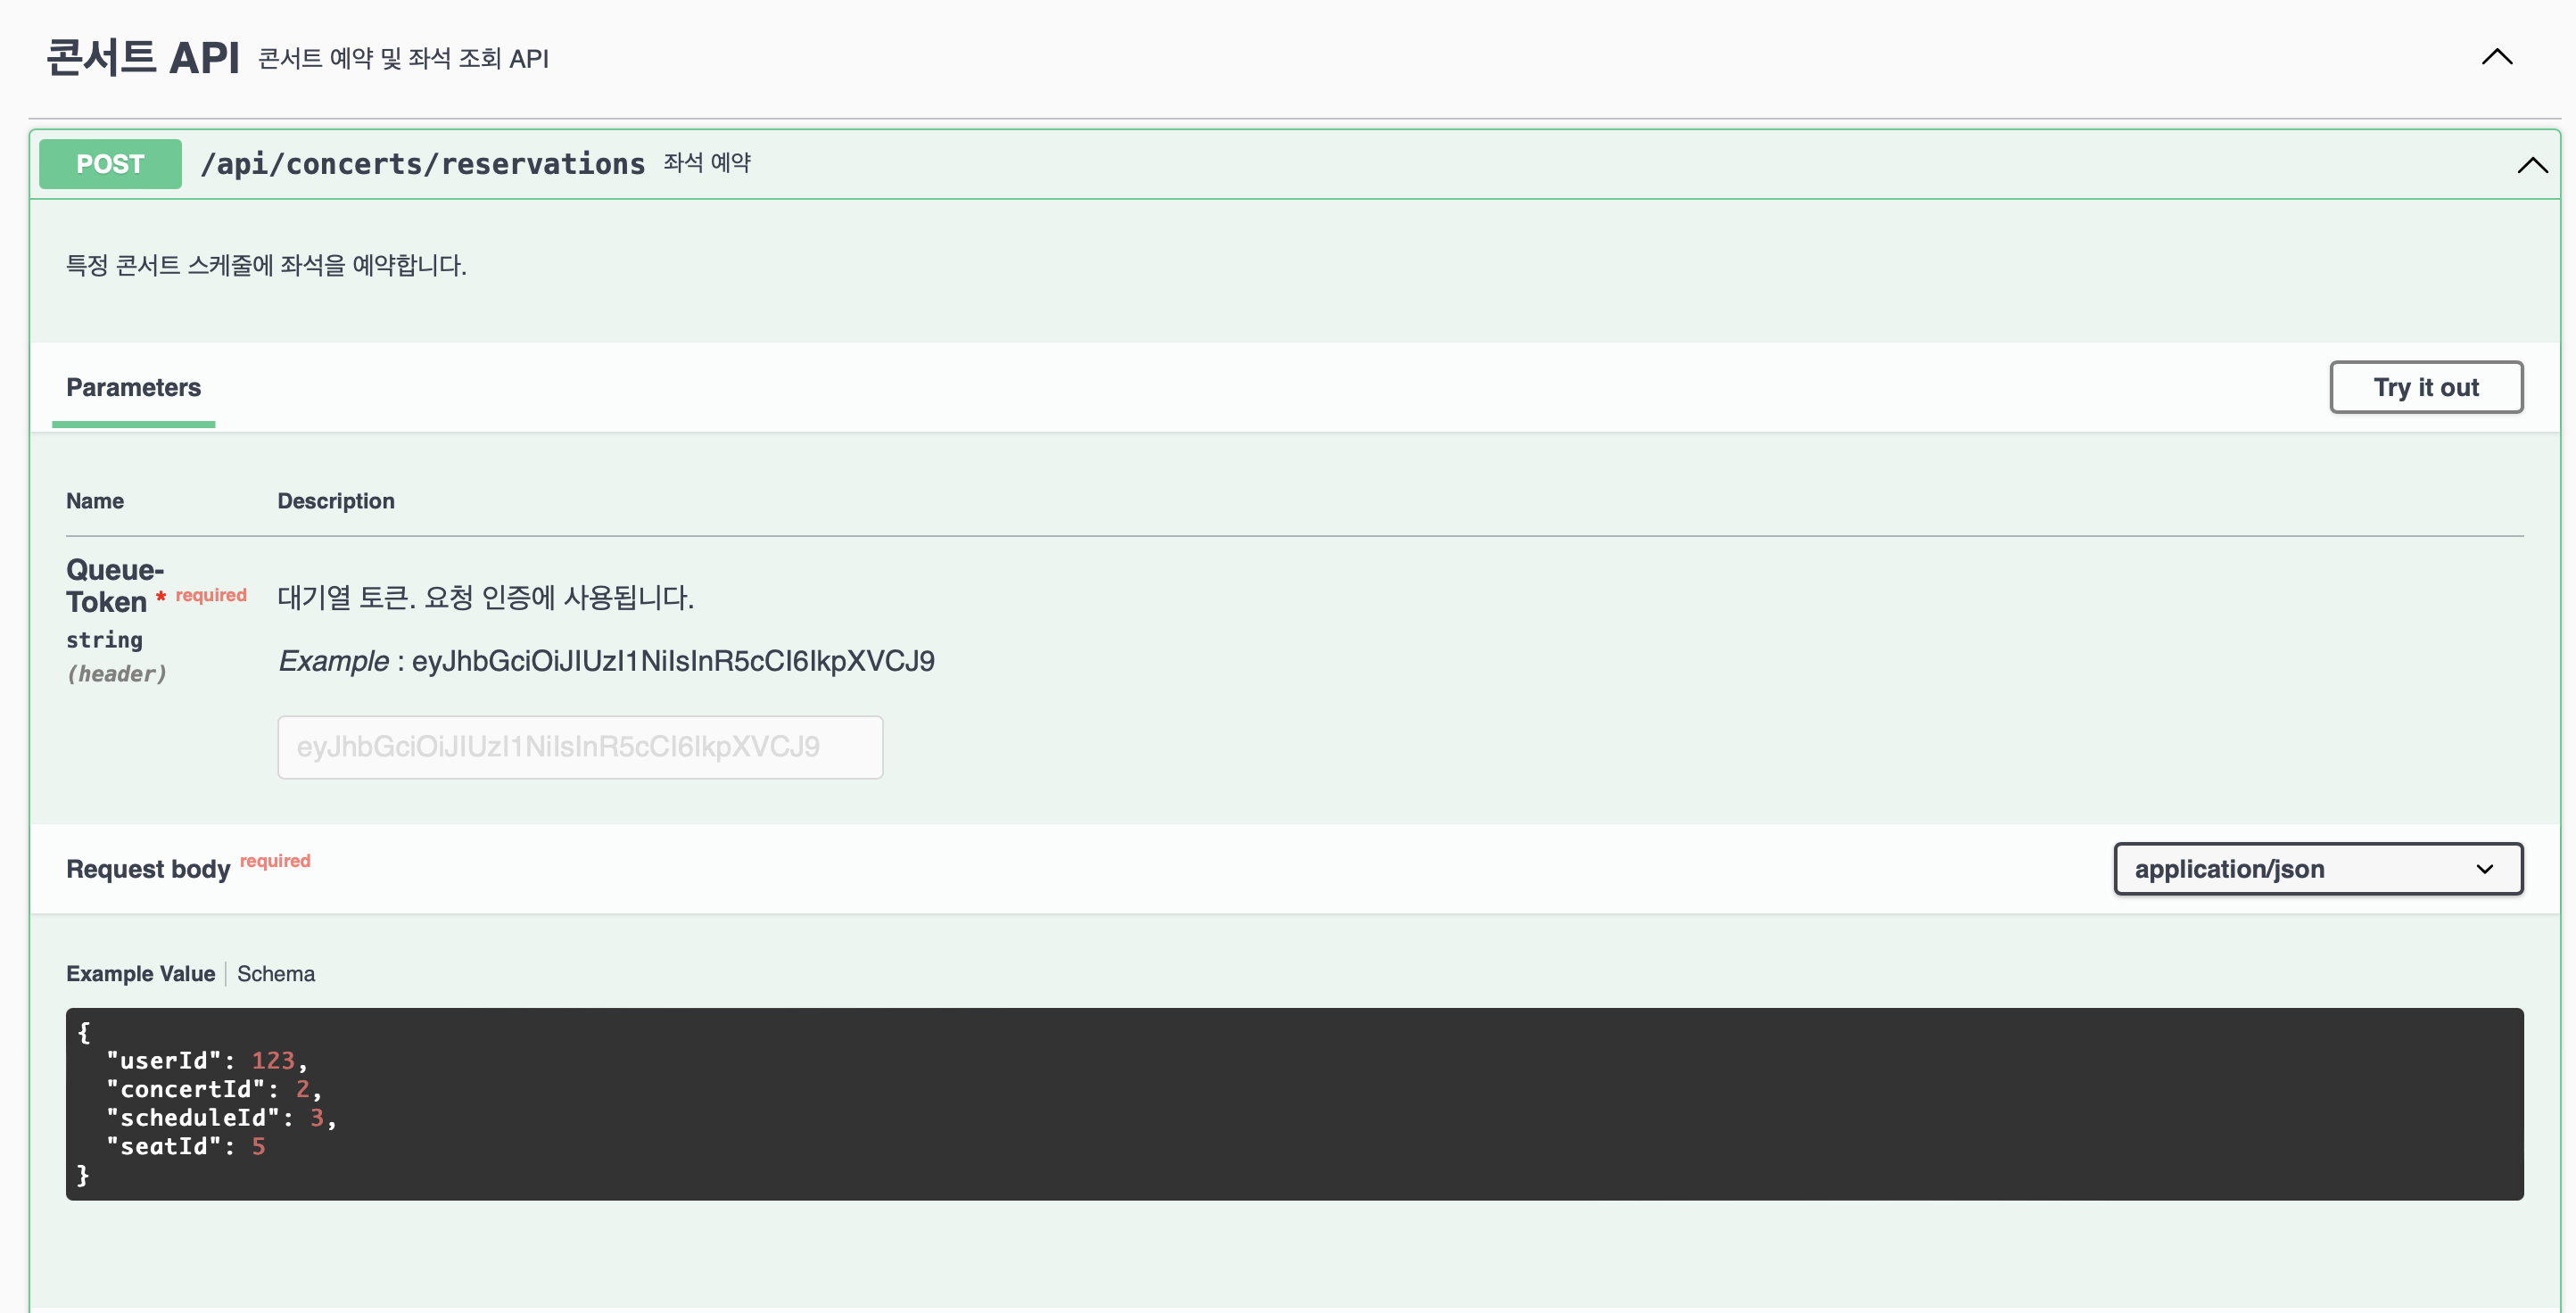 콘서트 API 콘서트 예약 및 좌석 조회 API
POST /api/concerts/reservations 좌석 예약
특정 콘서트 스케줄에 좌석을 예약합니다.
Parameters Try it out
Name Description
Queue-
Token * required
string
(header)
대기열 토큰. 요청 인증에 사용됩니다.
Example : eyJhbGciOiJIUzI1NiIsInR5cCI6IkpXVCJ9
eyJhbGciOiJIUzI1NiIsInR5cCI6IkpXVCJ9
Request body required application/json
Example Value Schema
{
"userId": 123,
"concertId": 2,
"scheduleId": 3,
"seatId": 5
}